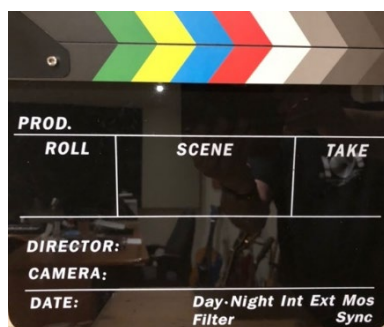 PROD.
ROLL SCENE TAKE
DIRECTOR:
CAMERA:
DATE: Day-Night Int Ext Mos
Filter Sync